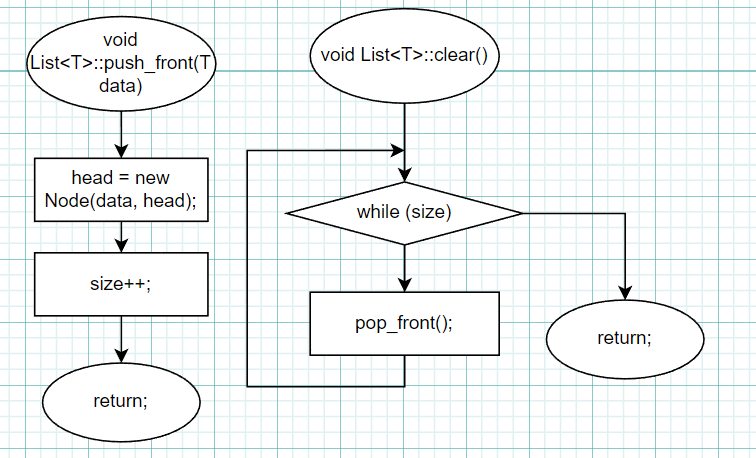 void
List<T>::push_front(T
data)
head = new
Node(data, head);
size++;
return;
void List<T>::clear()
while (size)
pop_front();
return;